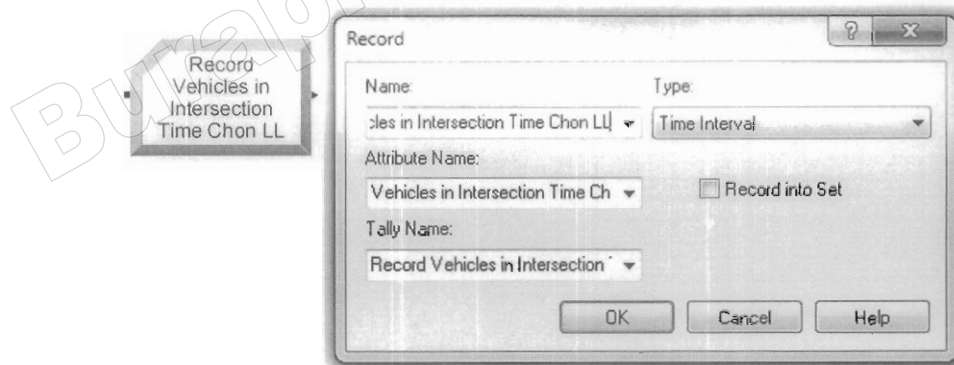 Burap
Record
Vehicles in
Intersection
Time Chon LL
Record
?
x
Name:
Type:
cles in Intersection Time Chon LL
Time Interval
Attribute Name:
Vehicles in Intersection Time Ch
Record into Set
Tally Name:
Record Vehicles in Intersection
OK
Cancel
Help